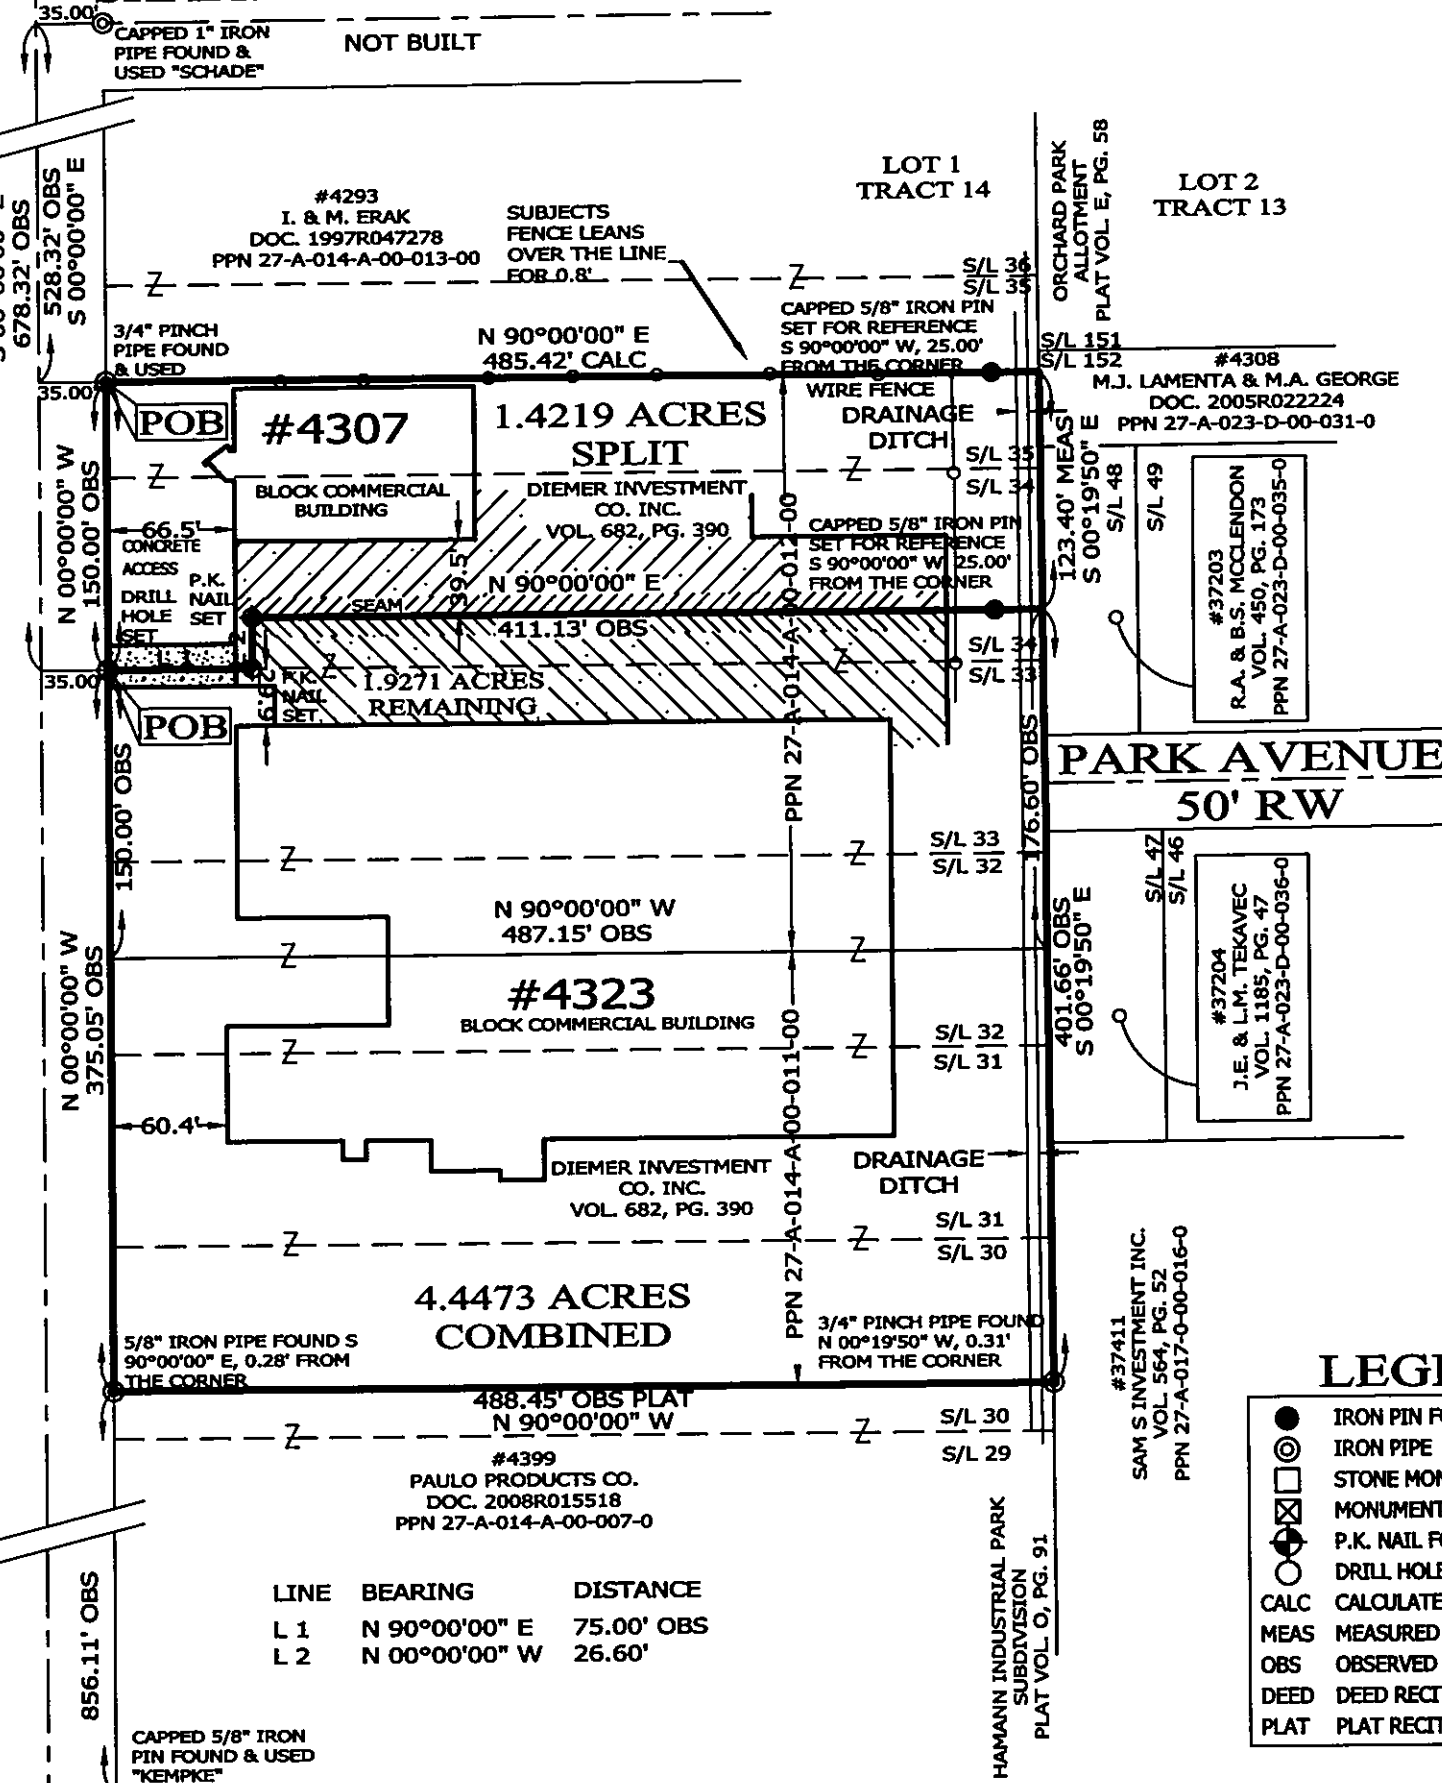 35.00'
CAPPED 1" IRON
PIPE FOUND &
USED "SCHADE"
NOT BUILT
678.32' OBS
528.32' OBS
S 00°00'00" E
#4293
I. & M. ERAK
DOC. 1997R047278
PPN 27-A-014-A-00-013-00
SUBJECTS
FENCE LEANS
OVER THE LINE
FOR 0.8'
LOT 1
TRACT 14
ORCHARD PARK
ALLOTMENT
PLAT VOL. E, PG. 58
LOT 2
TRACT 13
S/L 36
S/L 35
3/4" PINCH
PIPE FOUND
& USED
N 90°00'00" E
485.42' CALC
CAPPED 5/8" IRON PIN
SET FOR REFERENCE
S 90°00'00" W, 25.00'
FROM THE CORNER
WIRE FENCE
S/L 151
S/L 152
#4308
M.J. LAMENTA & M.A. GEORGE
DOC. 2005R022224
PPN 27-A-023-D-00-031-0
35.00'
POB
#4307
BLOCK COMMERCIAL
BUILDING
1.4219 ACRES
SPLIT
DIEMER INVESTMENT
CO. INC.
VOL. 682, PG. 390
DRAINAGE
DITCH
S/L 35
S/L 34
123.40' MEAS
S 00°19'50" E
S/L 48
S/L 49
#37203
R.A. & B.S. MCCLENDON
VOL. 450, PG. 173
PPN 27-A-023-D-00-035-0
N 00°00'00" W
150.00' OBS
66.5'
CONCRETE
ACCESS
DRILL
HOLE
SET
P.K.
NAIL
SET
39.5'
CAPPED 5/8" IRON PIN
SET FOR REFERENCE
S 90°00'00" W, 25.00'
FROM THE CORNER
N 90°00'00" E
SEAM
411.13' OBS
S/L 34
S/L 33
35.00'
POB
29.9'
P.K.
NAIL
SET
1.9271 ACRES
REMAINING
PPN 27-A-014-A-00-012-00
176.60' OBS
PARK AVENUE
50' RW
150.00' OBS
S/L 33
S/L 32
S/L 47
S/L 46
N 90°00'00" W
487.15' OBS
#4323
BLOCK COMMERCIAL BUILDING
N 00°00'00" W
375.05' OBS
S/L 32
S/L 31
401.66' OBS
S 00°19'50" E
#37204
J.E. & L.M. TEKAVEC
VOL. 1185, PG. 47
PPN 27-A-023-D-00-036-0
60.4'
PPN 27-A-014-A-00-011-00
DIEMER INVESTMENT
CO. INC.
VOL. 682, PG. 390
DRAINAGE
DITCH
S/L 31
S/L 30
4.4473 ACRES
COMBINED
5/8" IRON PIPE FOUND S
90°00'00" E, 0.28' FROM
THE CORNER
3/4" PINCH PIPE FOUND
N 00°19'50" W, 0.31'
FROM THE CORNER
#37411
SAM S INVESTMENT INC.
VOL. 564, PG. 52
PPN 27-A-017-0-00-016-0
488.45' OBS PLAT
N 90°00'00" W
S/L 30
S/L 29
#4399
PAULO PRODUCTS CO.
DOC. 2008R015518
PPN 27-A-014-A-00-007-0
LINE BEARING DISTANCE
L 1 N 90°00'00" E 75.00' OBS
L 2 N 00°00'00" W 26.60'
856.11' OBS
CAPPED 5/8" IRON
PIN FOUND & USED
"KEMPKE"
HAMANN INDUSTRIAL PARK
SUBDIVISION
PLAT VOL. O, PG. 91
LEG
IRON PIN F
IRON PIPE
STONE MON
MONUMENT
P.K. NAIL F
DRILL HOLE
CALC CALCULATE
MEAS MEASURED
OBS OBSERVED
DEED DEED RECIT
PLAT PLAT RECIT